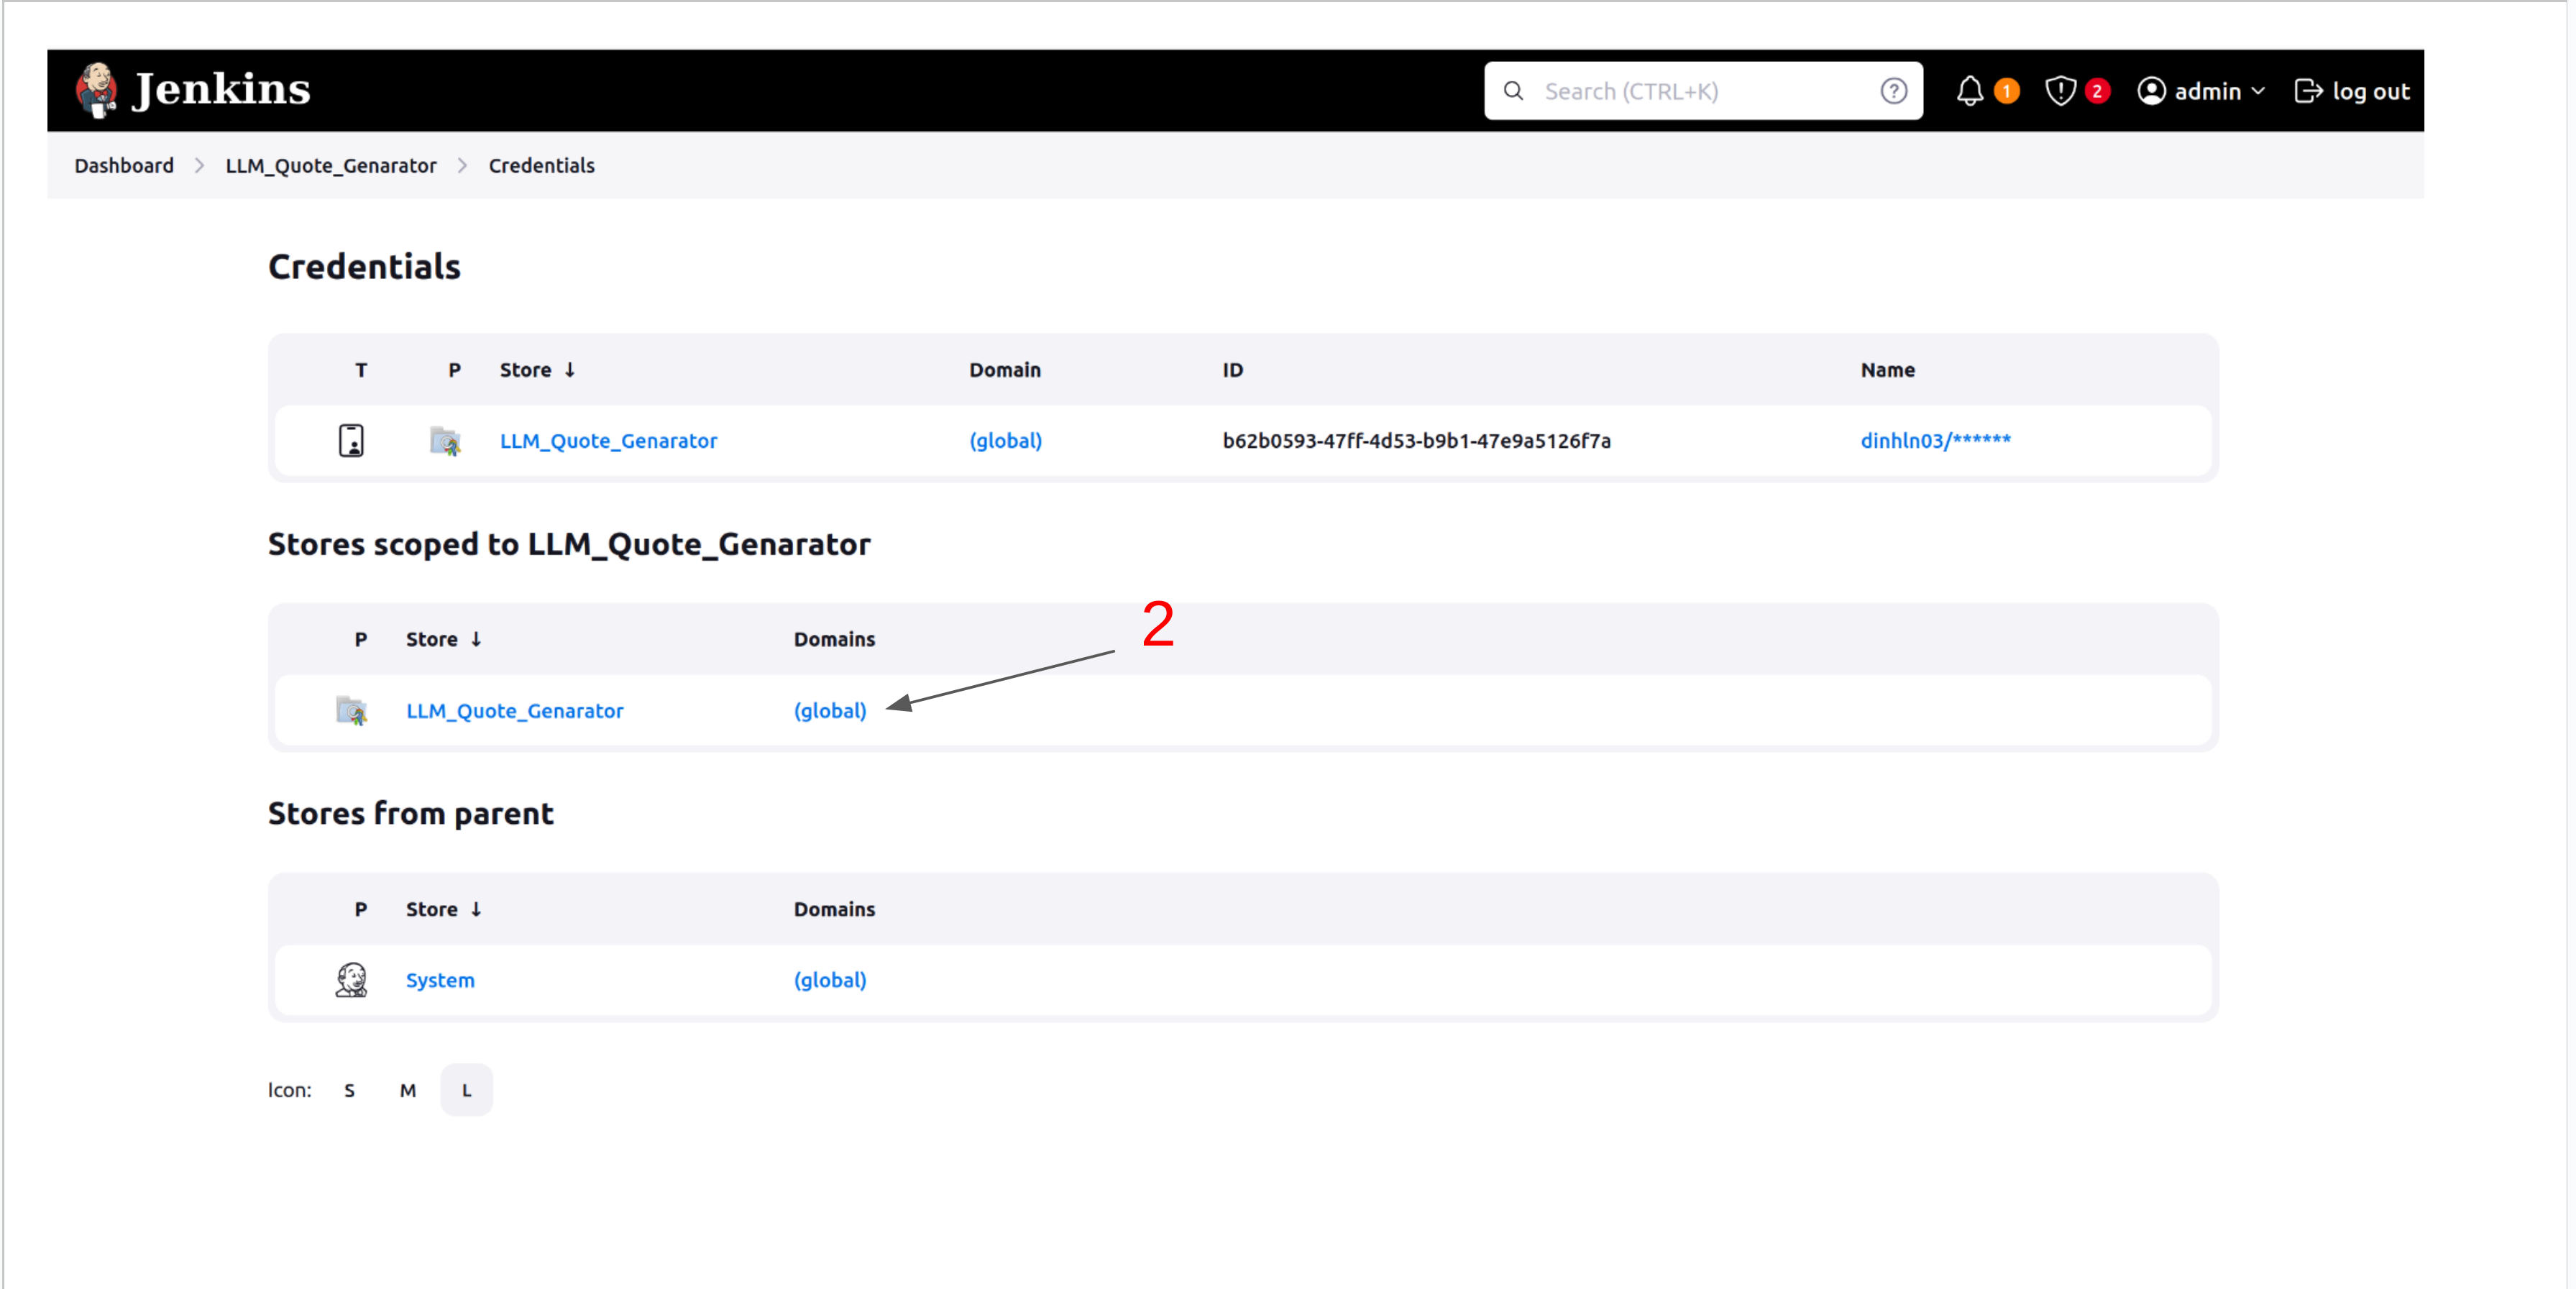 Jenkins
Search (CTRL+K) ? 1 2 admin log out
Dashboard > LLM_Quote_Genarator > Credentials
Credentials
T P Store ↓ Domain ID Name
LLM_Quote_Genarator (global) b62b0593-47ff-4d53-b9b1-47e9a5126f7a dinhln03/******
Stores scoped to LLM_Quote_Genarator
2
P Store ↓ Domains
LLM_Quote_Genarator (global)
Stores from parent
P Store ↓ Domains
System (global)
Icon: S M L